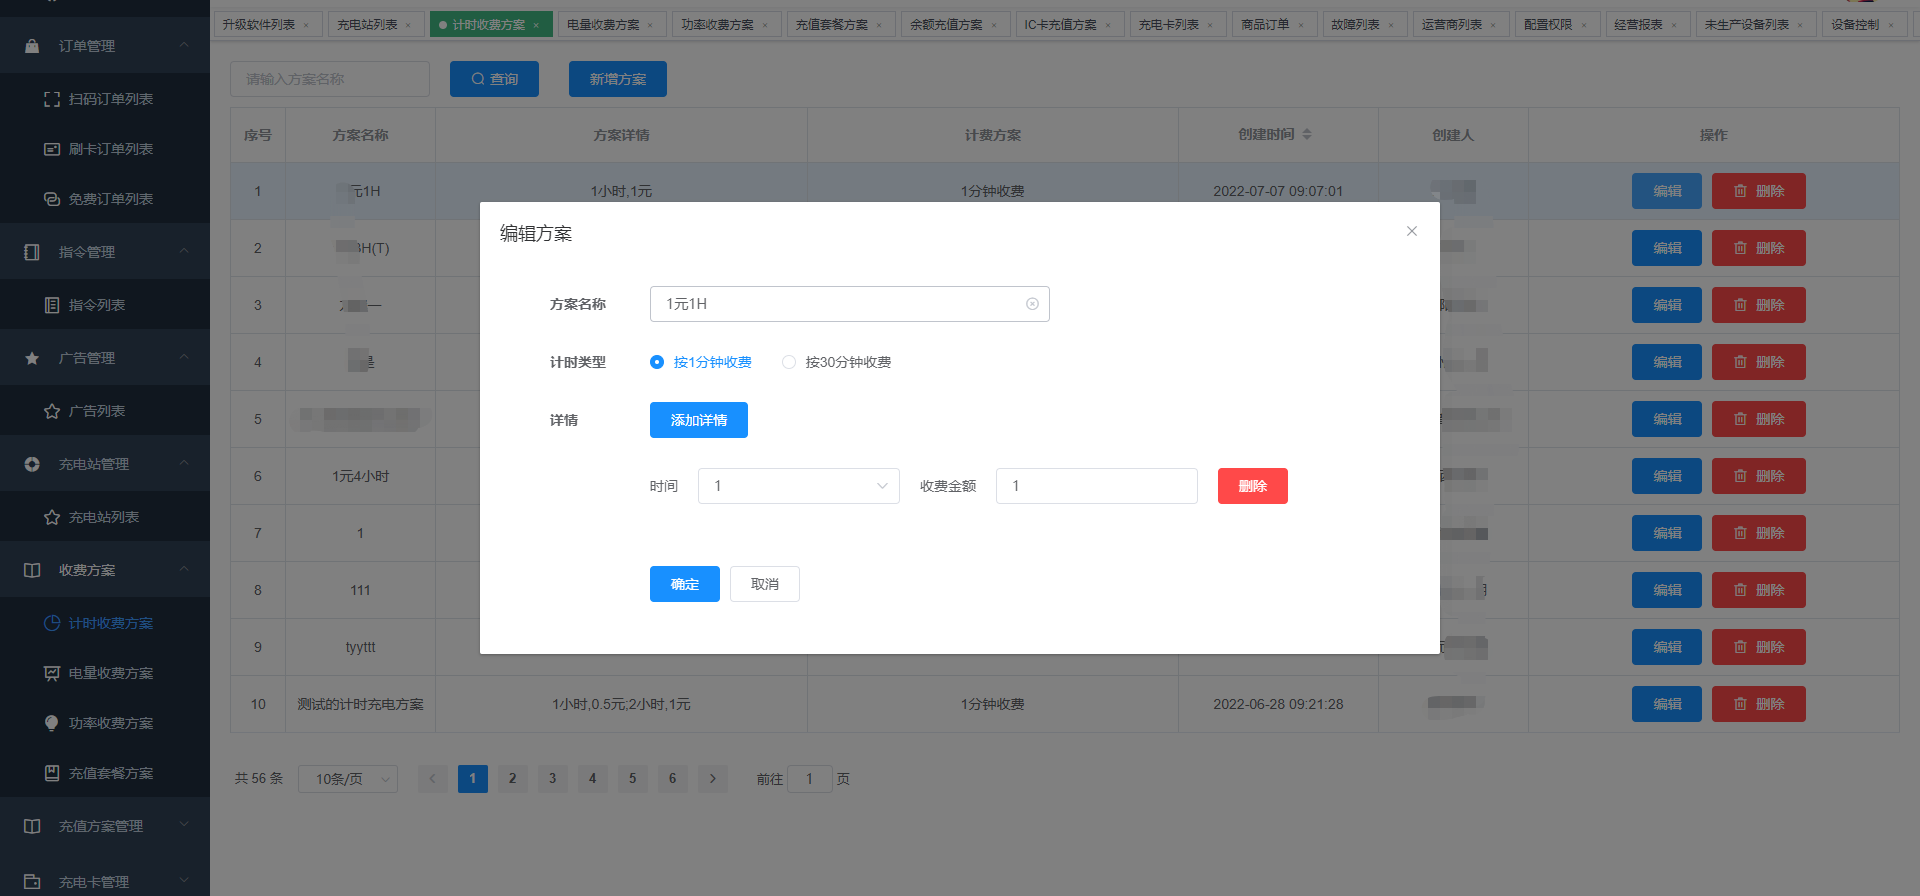 升级软件列表 × 充电站列表 × 计时收费方案 × 电量收费方案 × 功率收费方案 × 充值套餐方案 × 余额充值方案 × IC卡充值方案 × 充电卡列表 × 商品订单 × 故障列表 × 运营商列表 × 配置权限 × 经营报表 × 未生产设备列表 × 设备控制 ×
订单管理
扫码订单列表
刷卡订单列表
免费订单列表
指令管理
指令列表
广告管理
广告列表
充电站管理
充电站列表
收费方案
计时收费方案
电量收费方案
功率收费方案
充值套餐方案
充值方案管理
充电卡管理
请输入方案名称 查询 新增方案
序号 方案名称 方案详情 计费方案 创建时间 创建人 操作
1 元1H 1小时,1元 1分钟收费 2022-07-07 09:07:01 编辑 删除
2 H(T) 编辑 删除
3 编辑 删除
4 编辑 删除
5 编辑 删除
6 1元4小时 编辑 删除
7 1 编辑 删除
8 111 编辑 删除
9 tyyttt 编辑 删除
10 测试的计时充电方案 1小时,0.5元;2小时,1元 1分钟收费 2022-06-28 09:21:28 编辑 删除
共 56 条 10条/页 1 2 3 4 5 6 前往 1 页
编辑方案
方案名称 1元1H
计时类型 按1分钟收费 按30分钟收费
详情 添加详情
时间 1 收费金额 1 删除
确定 取消